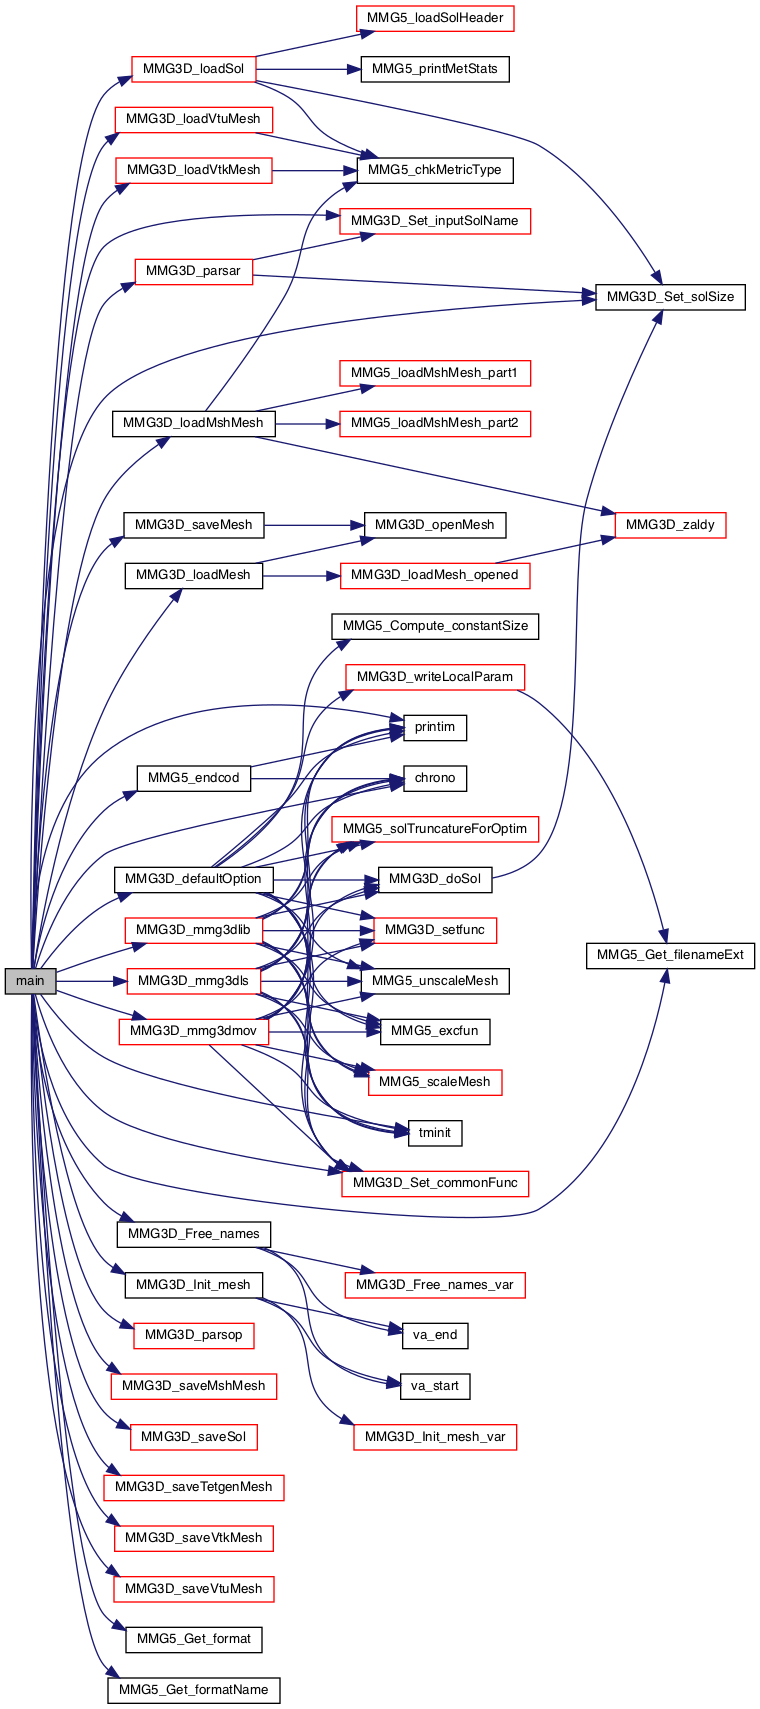 MMG5_loadSolHeader
MMG3D_loadSol
MMG5_printMetStats
MMG3D_loadVtuMesh
MMG3D_loadVtkMesh
MMG5_chkMetricType
MMG3D_Set_inputSolName
MMG3D_parsar
MMG3D_Set_solSize
MMG5_loadMshMesh_part1
MMG3D_loadMshMesh
MMG5_loadMshMesh_part2
MMG3D_saveMesh
MMG3D_openMesh
MMG3D_zaldy
MMG3D_loadMesh
MMG3D_loadMesh_opened
MMG5_Compute_constantSize
MMG3D_writeLocalParam
printim
MMG5_endcod
chrono
MMG5_solTruncatureForOptim
MMG3D_defaultOption
MMG3D_doSol
MMG3D_mmg3dlib
MMG3D_setfunc
MMG5_Get_filenameExt
main
MMG3D_mmg3dls
MMG5_unscaleMesh
MMG3D_mmg3dmov
MMG5_excfun
MMG5_scaleMesh
tminit
MMG3D_Set_commonFunc
MMG3D_Free_names
MMG3D_Init_mesh
MMG3D_Free_names_var
MMG3D_parsop
va_end
MMG3D_saveMshMesh
va_start
MMG3D_saveSol
MMG3D_Init_mesh_var
MMG3D_saveTetgenMesh
MMG3D_saveVtkMesh
MMG3D_saveVtuMesh
MMG5_Get_format
MMG5_Get_formatName